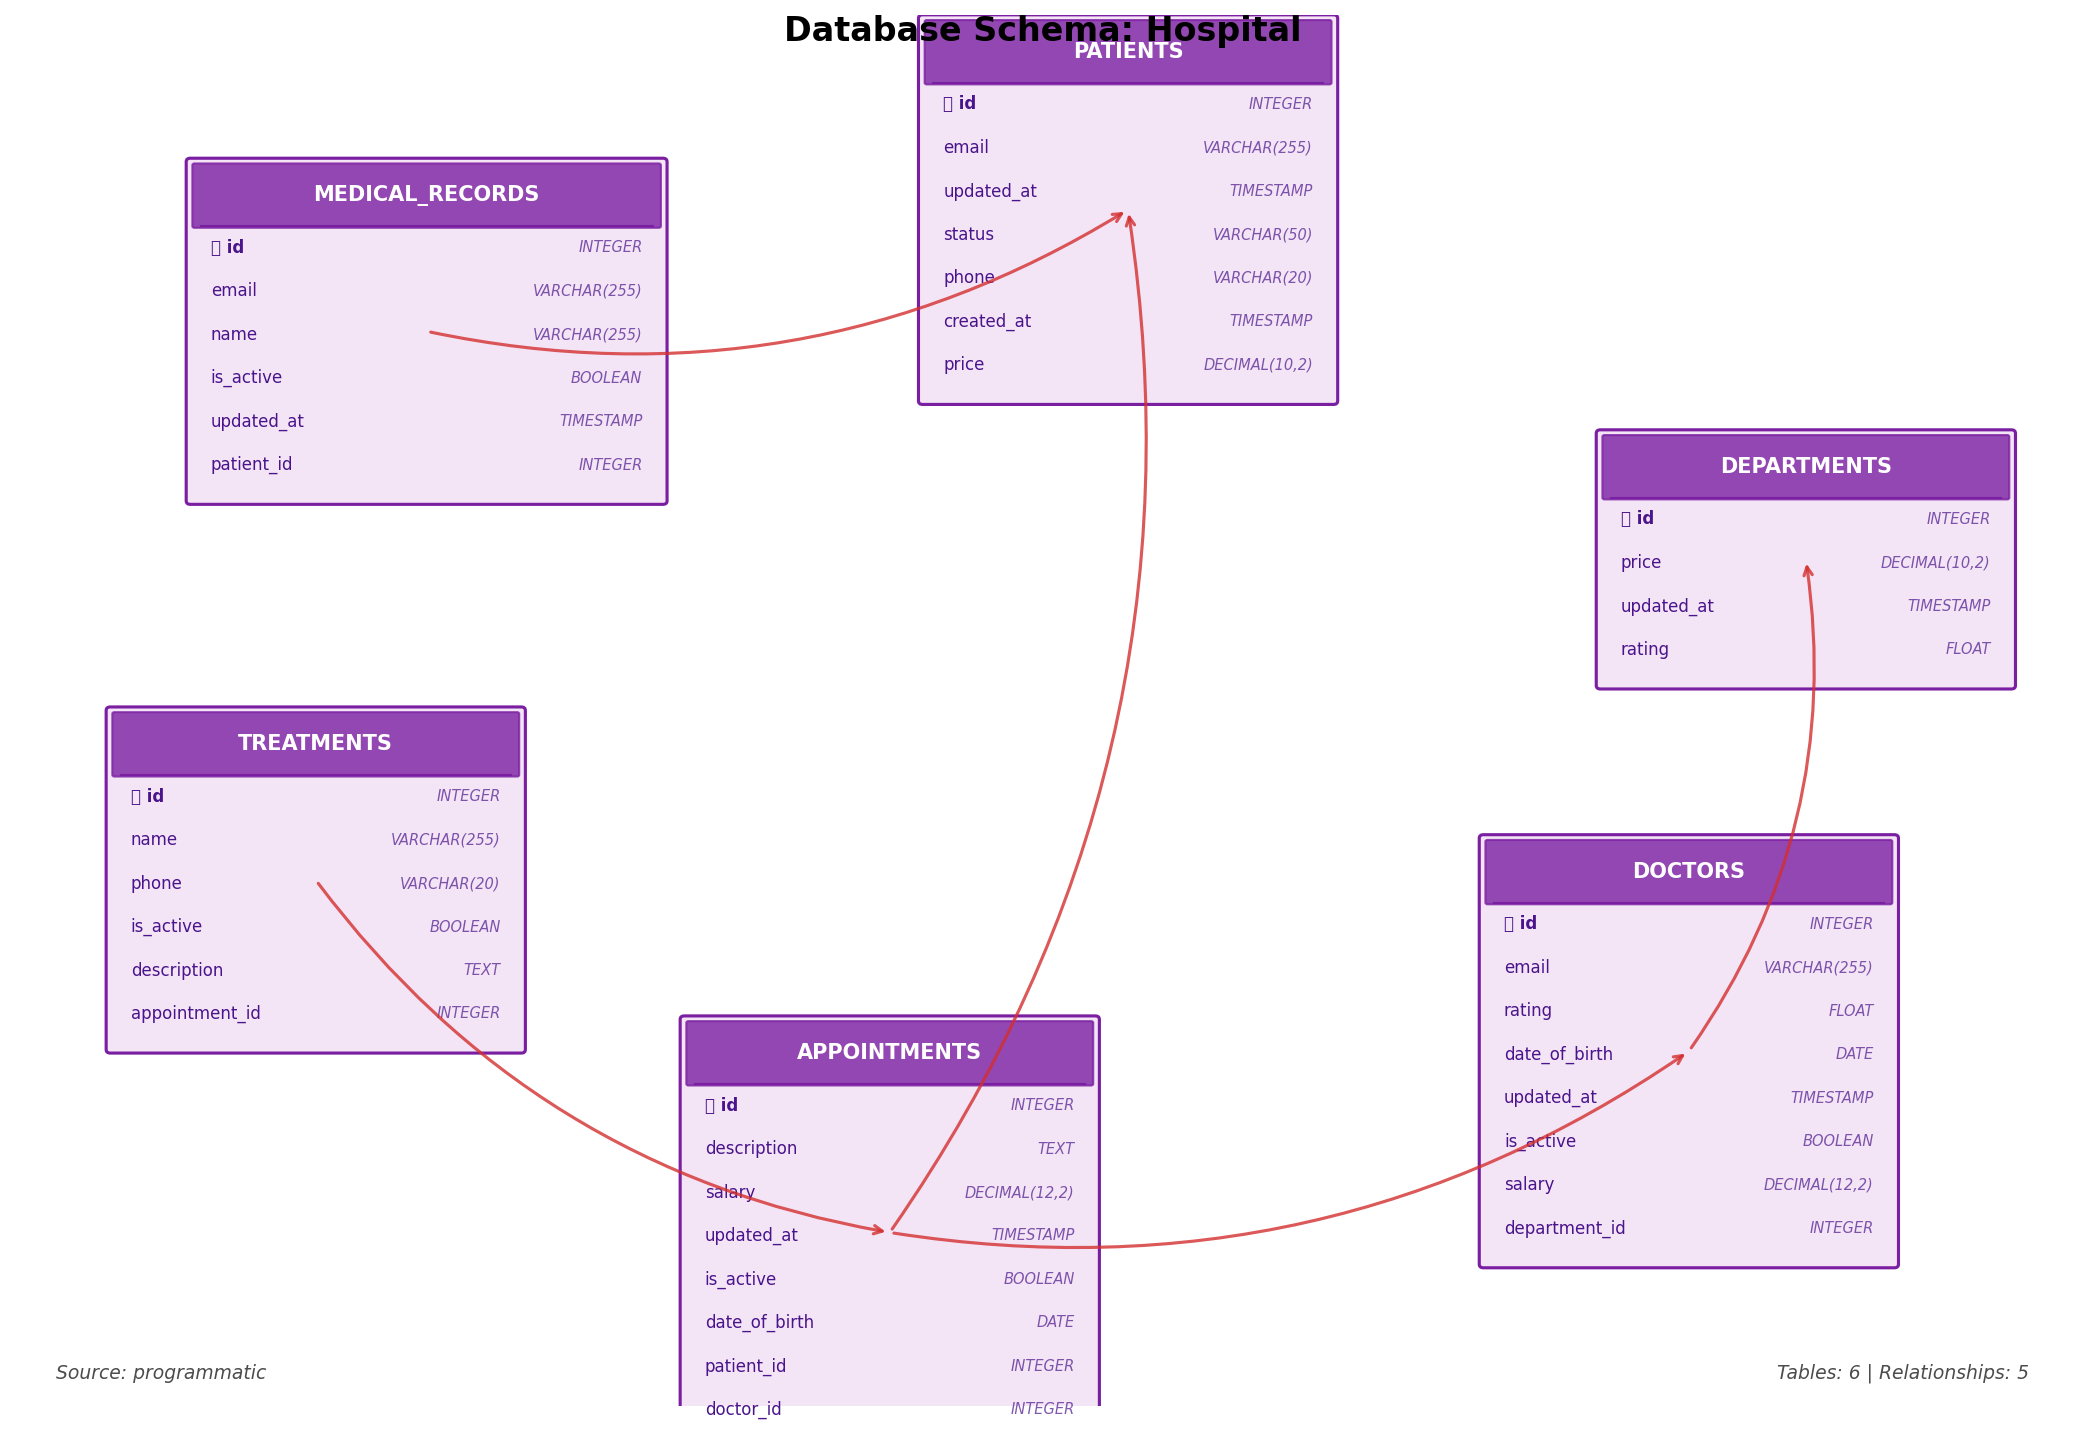 Database Schema: Hospital
PATIENTS
id INTEGER
email VARCHAR(255)
updated_at TIMESTAMP
status VARCHAR(50)
phone VARCHAR(20)
created_at TIMESTAMP
price DECIMAL(10,2)
MEDICAL_RECORDS
id INTEGER
email VARCHAR(255)
name VARCHAR(255)
is_active BOOLEAN
updated_at TIMESTAMP
patient_id INTEGER
DEPARTMENTS
id INTEGER
price DECIMAL(10,2)
updated_at TIMESTAMP
rating FLOAT
TREATMENTS
id INTEGER
name VARCHAR(255)
phone VARCHAR(20)
is_active BOOLEAN
description TEXT
appointment_id INTEGER
DOCTORS
id INTEGER
email VARCHAR(255)
rating FLOAT
date_of_birth DATE
updated_at TIMESTAMP
is_active BOOLEAN
salary DECIMAL(12,2)
department_id INTEGER
APPOINTMENTS
id INTEGER
description TEXT
salary DECIMAL(12,2)
updated_at TIMESTAMP
is_active BOOLEAN
date_of_birth DATE
patient_id INTEGER
doctor_id INTEGER
Source: programmatic
Tables: 6 | Relationships: 5